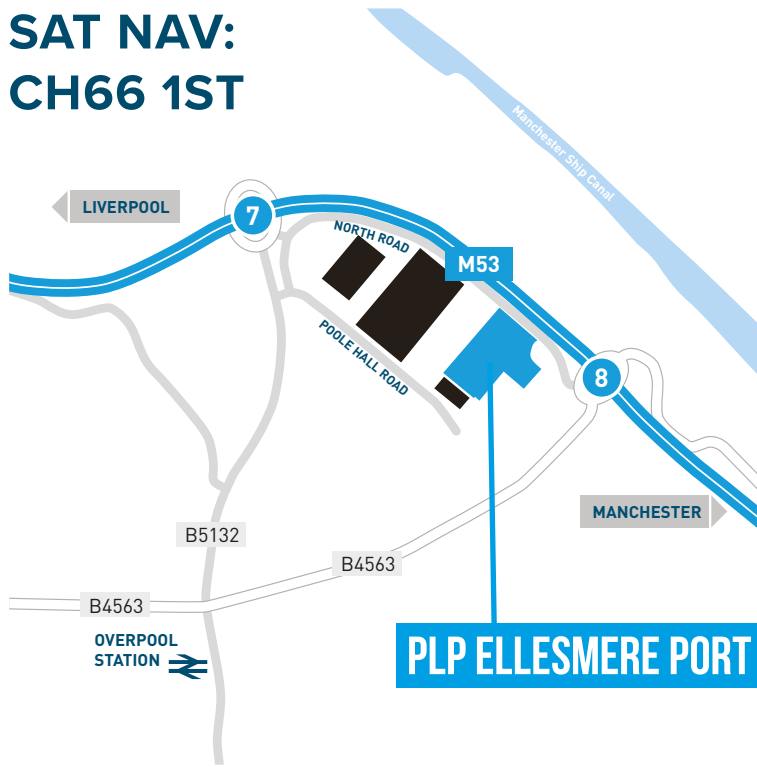 SAT NAV:
CH66 1ST
Manchester Ship Canal
LIVERPOOL
7
NORTH ROAD
M53
POOLE HALL ROAD
8
MANCHESTER
B5132
B4563
B4563
OVERPOOL
STATION
PLP ELLESMERE PORT